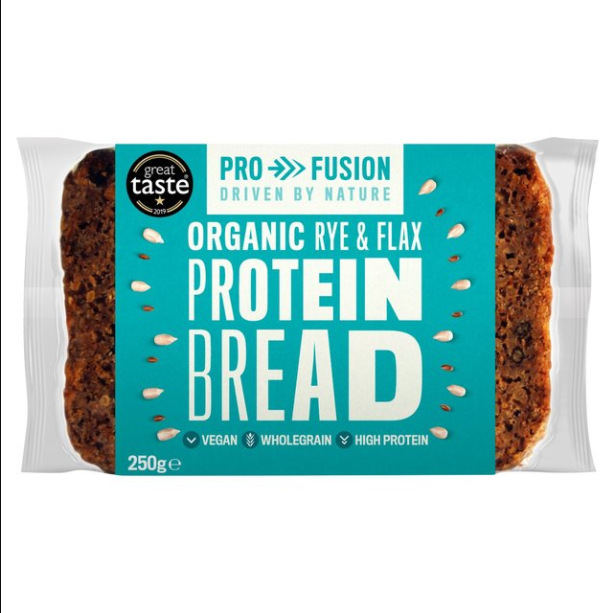 great
taste
2019
PRO FUSION
DRIVEN BY NATURE
ORGANIC RYE & FLAX
PROTEIN
BREAD
VEGAN WHOLEGRAIN HIGH PROTEIN
250g e